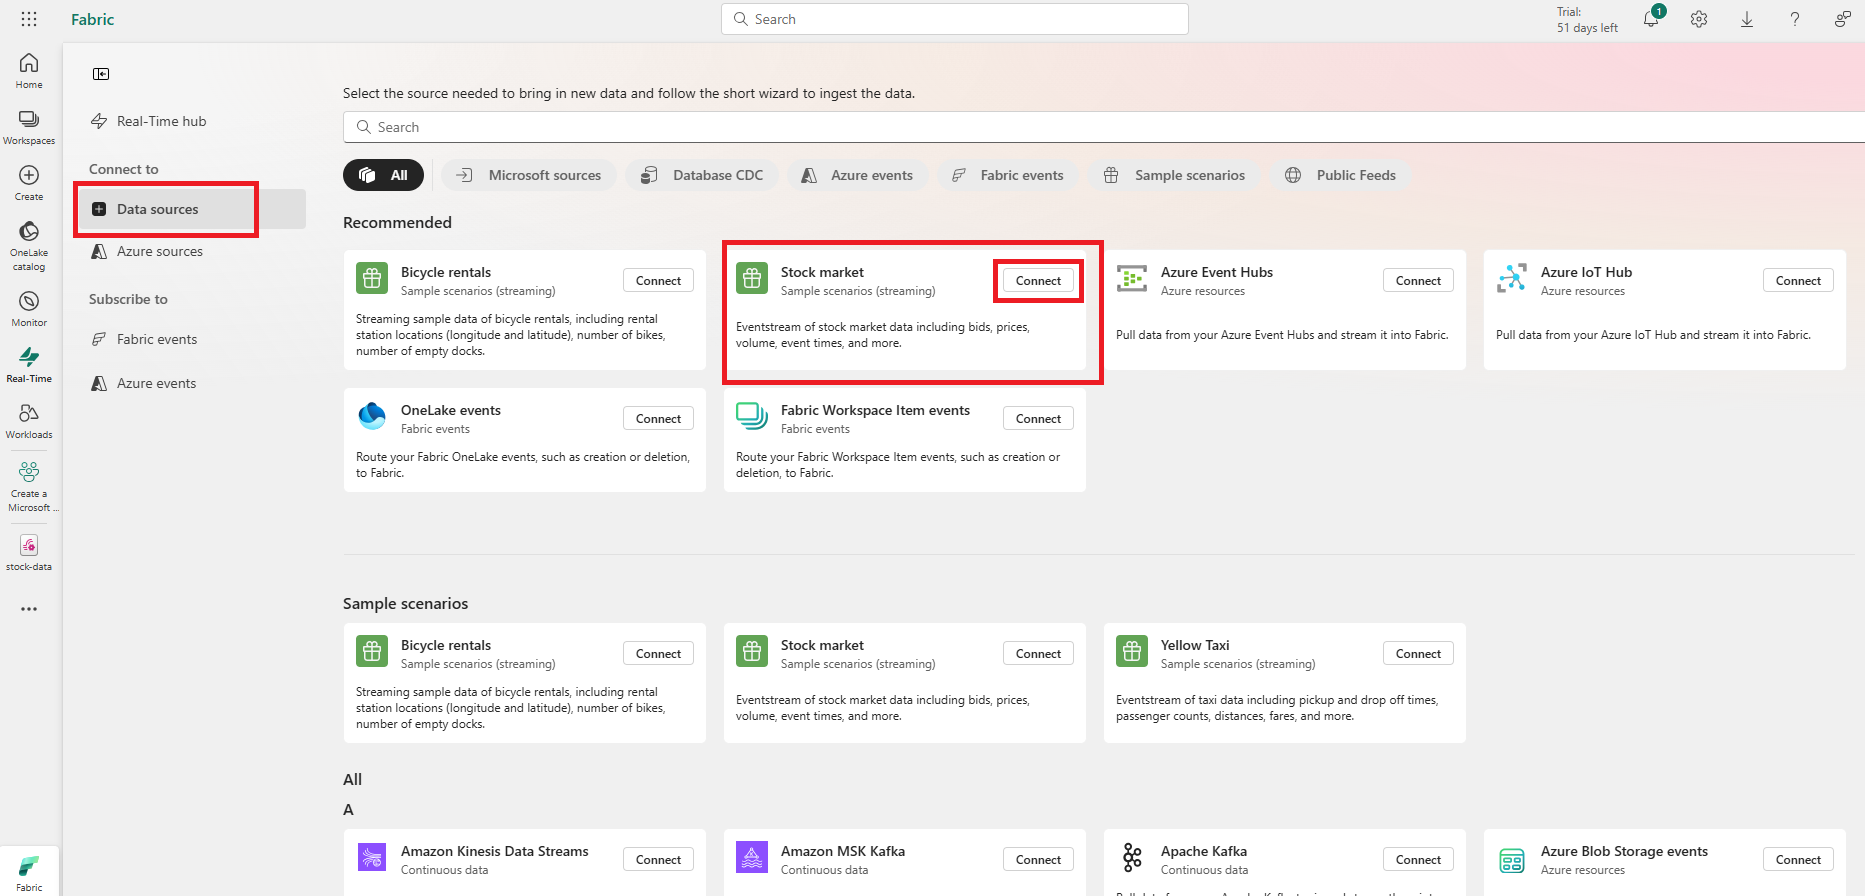 Fabric
Search
Trial:
51 days left
1
Home
Workspaces
Create
OneLake
catalog
Monitor
Real-Time
Workloads
Create a
Microsoft ...
stock-data
Fabric
Real-Time hub
Connect to
Data sources
Azure sources
Subscribe to
Fabric events
Azure events
Select the source needed to bring in new data and follow the short wizard to ingest the data.
Search
All
Microsoft sources
Database CDC
Azure events
Fabric events
Sample scenarios
Public Feeds
Recommended
Bicycle rentals
Sample scenarios (streaming)
Connect
Streaming sample data of bicycle rentals, including rental
station locations (longitude and latitude), number of bikes,
number of empty docks.
Stock market
Sample scenarios (streaming)
Connect
Eventstream of stock market data including bids, prices,
volume, event times, and more.
Azure Event Hubs
Azure resources
Connect
Pull data from your Azure Event Hubs and stream it into Fabric.
Azure IoT Hub
Azure resources
Connect
Pull data from your Azure IoT Hub and stream it into Fabric.
OneLake events
Fabric events
Connect
Route your Fabric OneLake events, such as creation or deletion,
to Fabric.
Fabric Workspace Item events
Fabric events
Connect
Route your Fabric Workspace Item events, such as creation or
deletion, to Fabric.
Sample scenarios
Bicycle rentals
Sample scenarios (streaming)
Connect
Streaming sample data of bicycle rentals, including rental
station locations (longitude and latitude), number of bikes,
number of empty docks.
Stock market
Sample scenarios (streaming)
Connect
Eventstream of stock market data including bids, prices,
volume, event times, and more.
Yellow Taxi
Sample scenarios (streaming)
Connect
Eventstream of taxi data including pickup and drop off times,
passenger counts, distances, fares, and more.
All
A
Amazon Kinesis Data Streams
Continuous data
Connect
Amazon MSK Kafka
Continuous data
Connect
Apache Kafka
Continuous data
Connect
Azure Blob Storage events
Azure resources
Connect